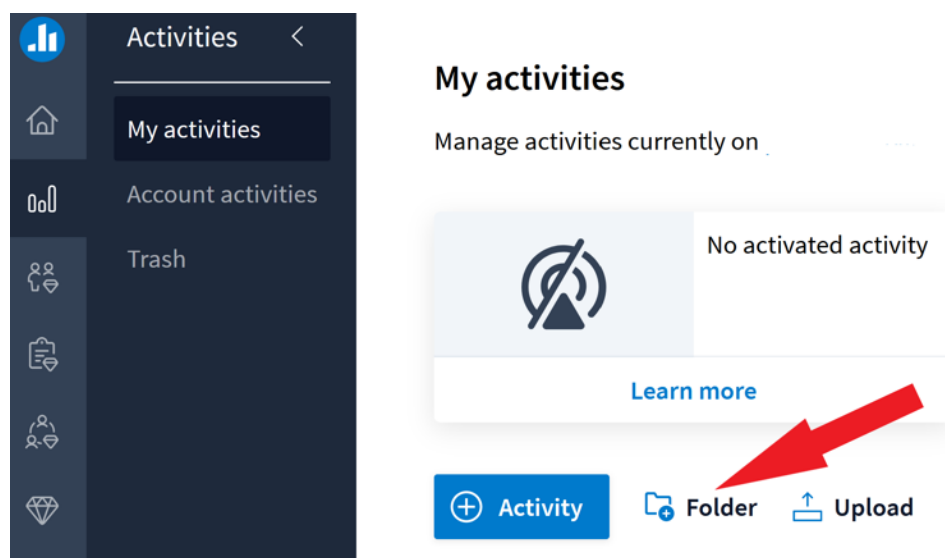 Activities
My activities
Account activities
Trash
My activities
Manage activities currently on
No activated activity
Learn more
Activity
Folder
Upload